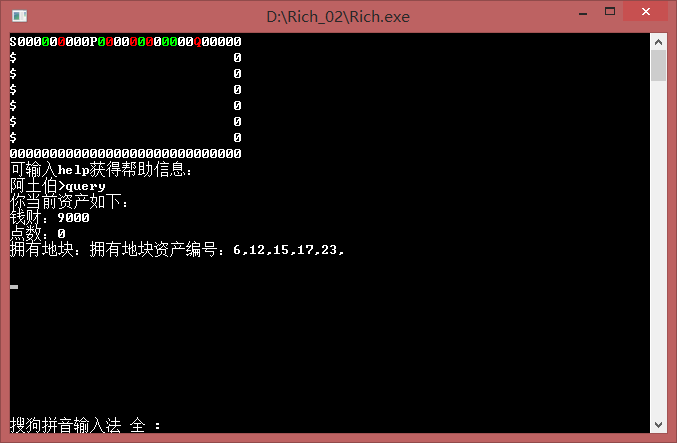 D:\Rich_02\Rich.exe
S000000000P000000000000Q00000
$ 0
$ 0
$ 0
$ 0
$ 0
$ 0
00000000000000000000000000000
可输入help获得帮助信息:
阿土伯>query
你当前资产如下:
钱财: 9000
点数: 0
拥有地块: 拥有地块资产编号: 6,12,15,17,23,
搜狗拼音输入法 全 :